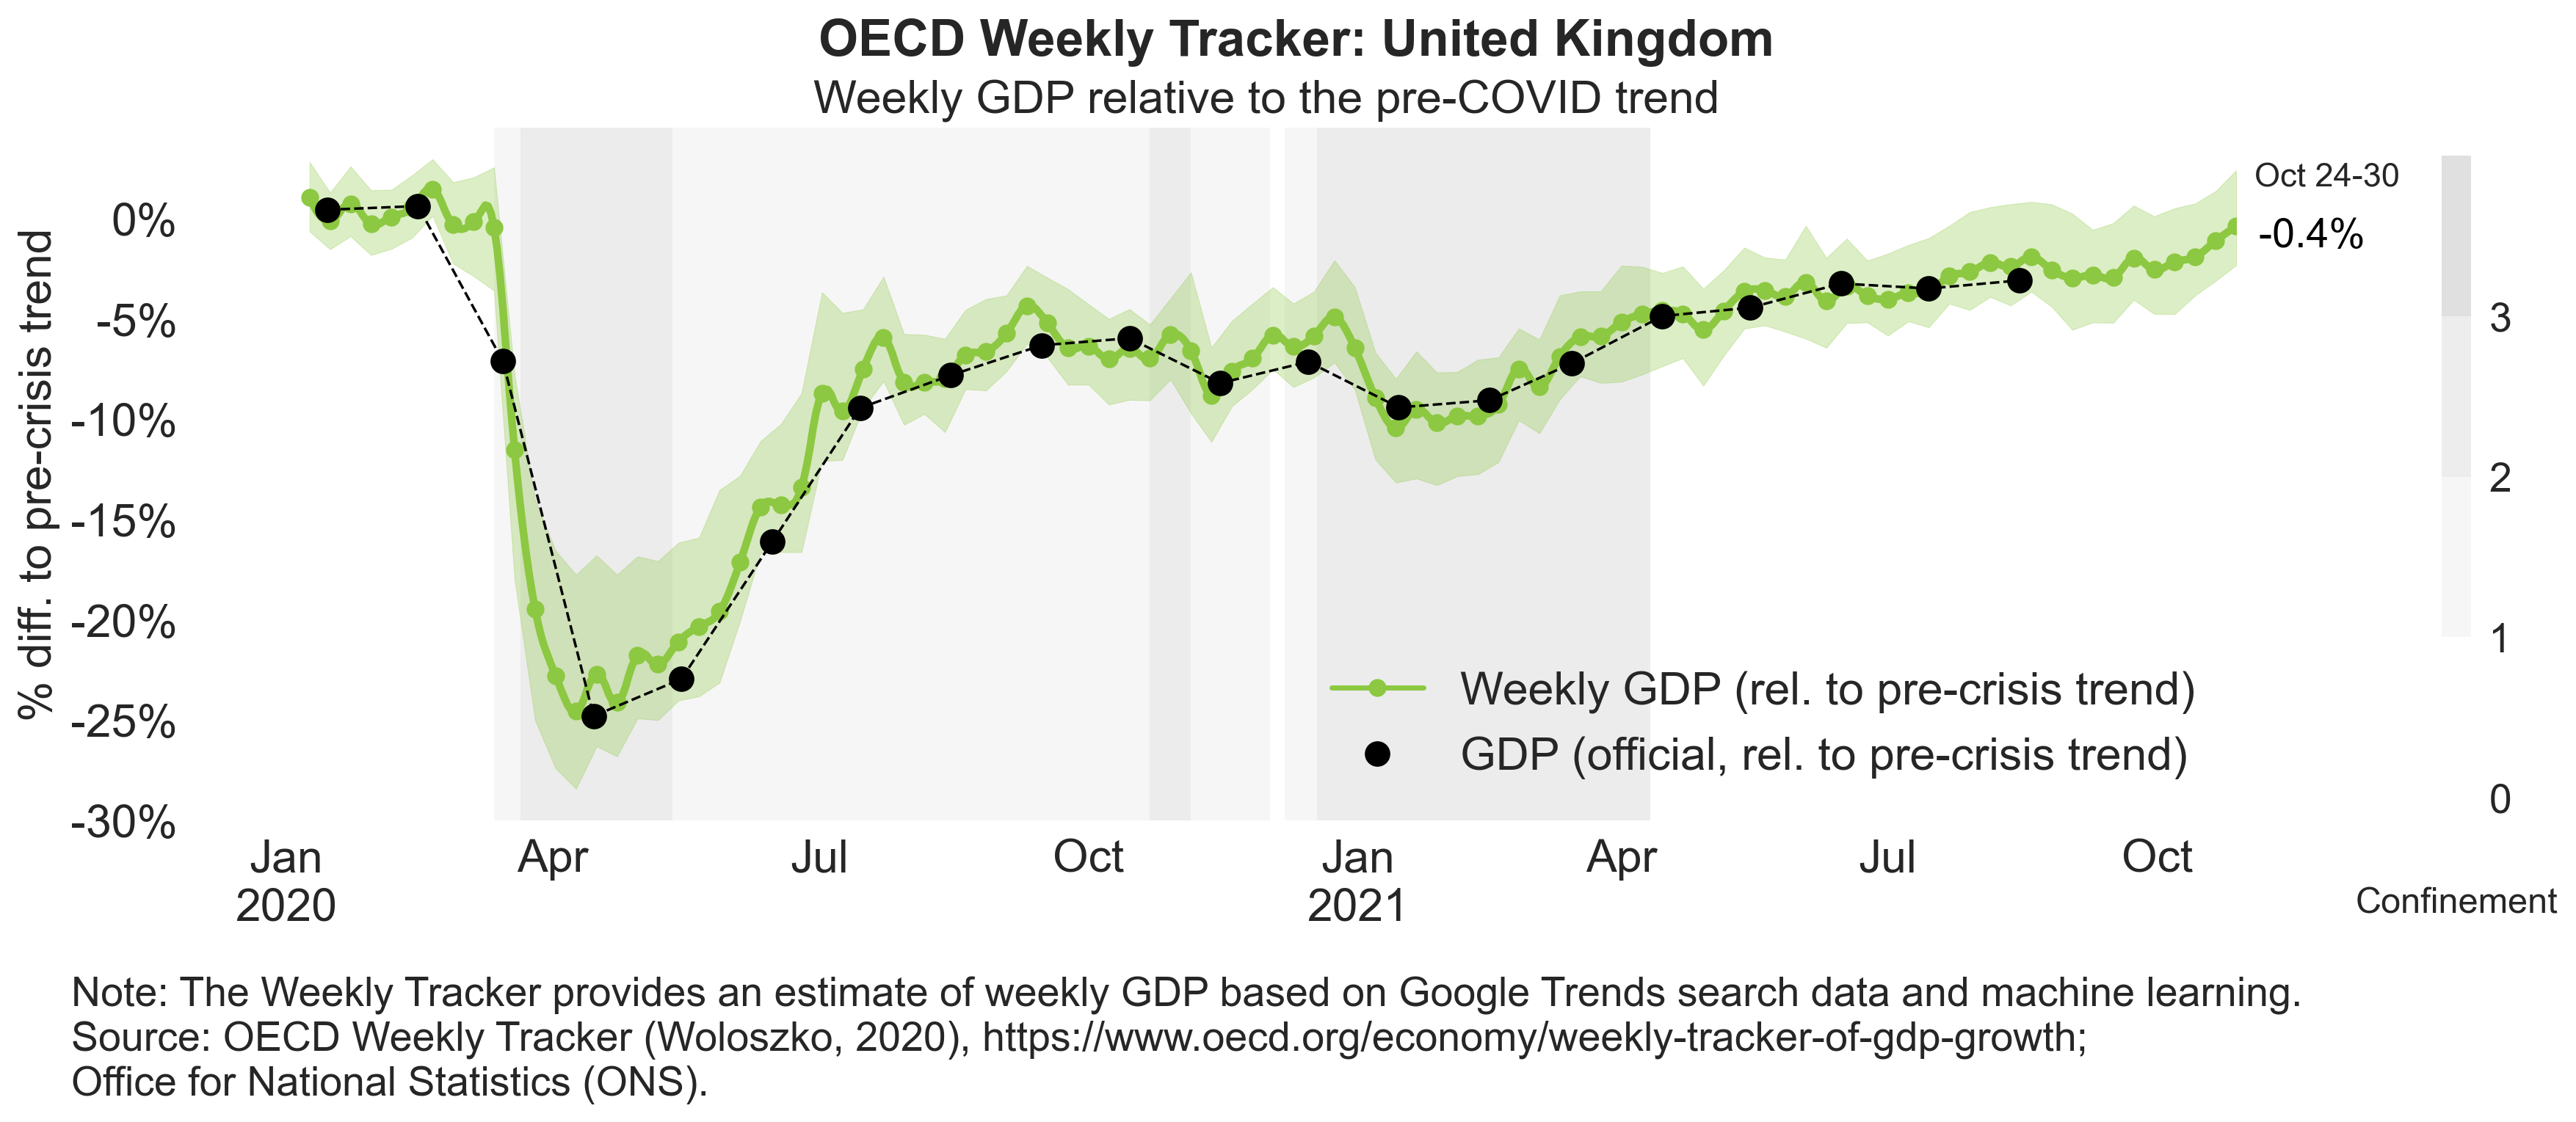 OECD Weekly Tracker: United Kingdom
Weekly GDP relative to the pre-COVID trend
% diff. to pre-crisis trend
0%
-5%
-10%
-15%
-20%
-25%
-30%
Oct 24-30
-0.4%
3
2
1
0
Weekly GDP (rel. to pre-crisis trend)
GDP (official, rel. to pre-crisis trend)
Jan Apr Jul Oct Jan Apr Jul Oct
2020 2021
Confinement
Note: The Weekly Tracker provides an estimate of weekly GDP based on Google Trends search data and machine learning.
Source: OECD Weekly Tracker (Woloszko, 2020), https://www.oecd.org/economy/weekly-tracker-of-gdp-growth;
Office for National Statistics (ONS).